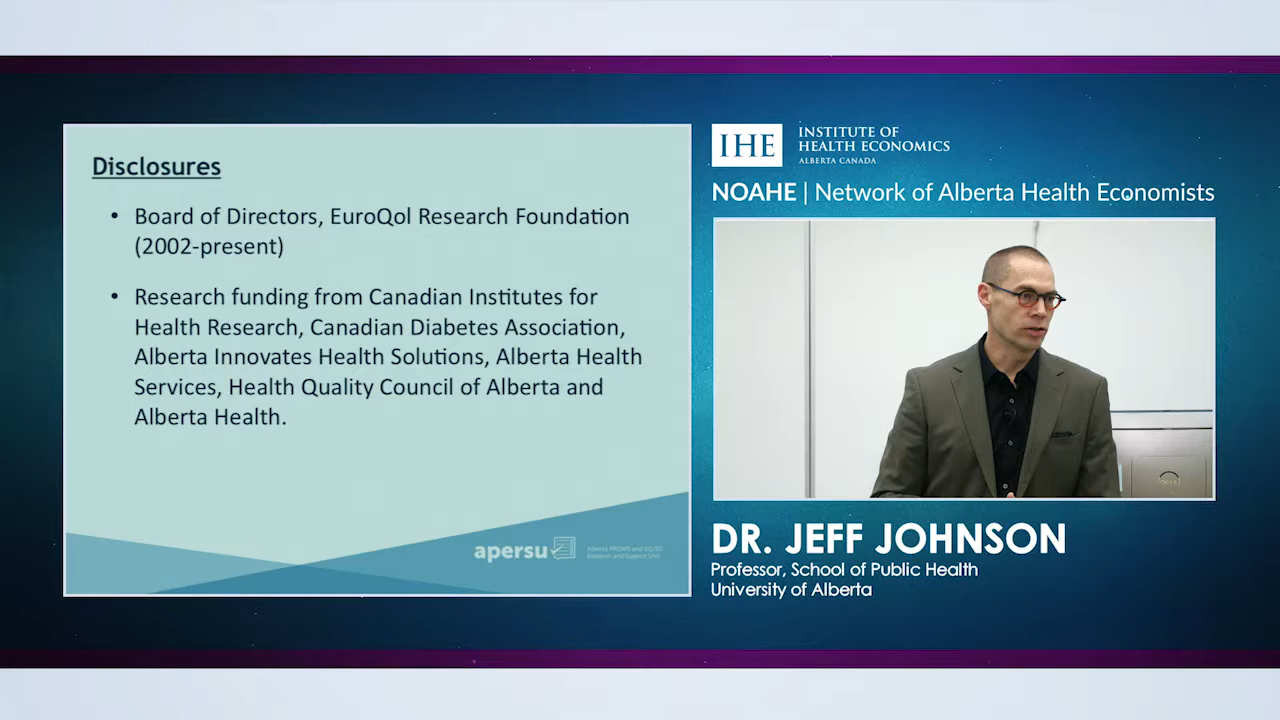 Disclosures
• Board of Directors, EuroQol Research Foundation
(2002-present)
• Research funding from Canadian Institutes for
Health Research, Canadian Diabetes Association,
Alberta Innovates Health Solutions, Alberta Health
Services, Health Quality Council of Alberta and
Alberta Health.
apersu
Alberta PROMS and EQ-5D
Research and Support Unit
IHE
INSTITUTE OF
HEALTH ECONOMICS
ALBERTA CANADA
NOAHE | Network of Alberta Health Economists
DR. JEFF JOHNSON
Professor, School of Public Health
University of Alberta